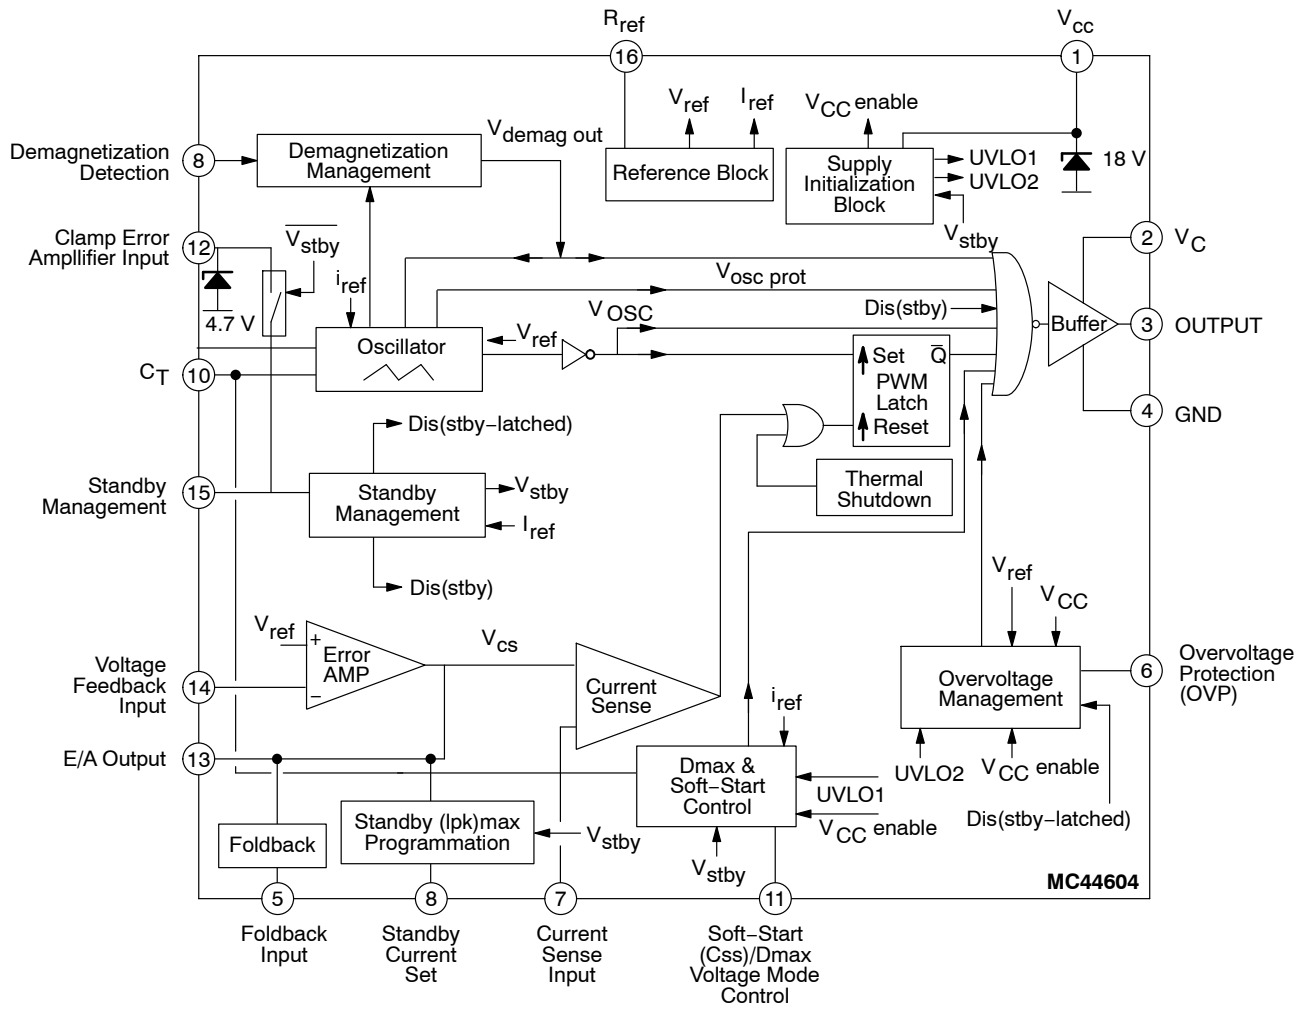 Rref
Vcc
16
1
Vref
Iref
VCC enable
Vdemag out
Demagnetization
Detection
8
Demagnetization
Management
Reference Block
Supply
Initialization
Block
UVLO1
UVLO2
18 V
Vstby
Clamp Error
Ampllifier Input
12
Vstby
4.7 V
iref
2
VC
Vosc prot
VOSC
Dis(stby)
Vref
Oscillator
Buffer
3
OUTPUT
CT
10
Set
Q
PWM
Latch
Reset
4
GND
Dis(stby–latched)
Standby
Management
15
Standby
Management
Vstby
Iref
Thermal
Shutdown
Dis(stby)
Vref
VCC
Vref
+
Error
AMP
–
VCS
Voltage
Feedback
Input
14
Current
Sense
iref
Overvoltage
Management
6
Overvoltage
Protection
(OVP)
E/A Output
13
Dmax &
Soft–Start
Control
UVLO1
VCC enable
UVLO2
VCC enable
Dis(stby–latched)
Foldback
Standby (Ipk)max
Programmation
Vstby
Vstby
MC44604
5
8
7
11
Foldback
Input
Standby
Current
Set
Current
Sense
Input
Soft–Start
(Css)/Dmax
Voltage Mode
Control